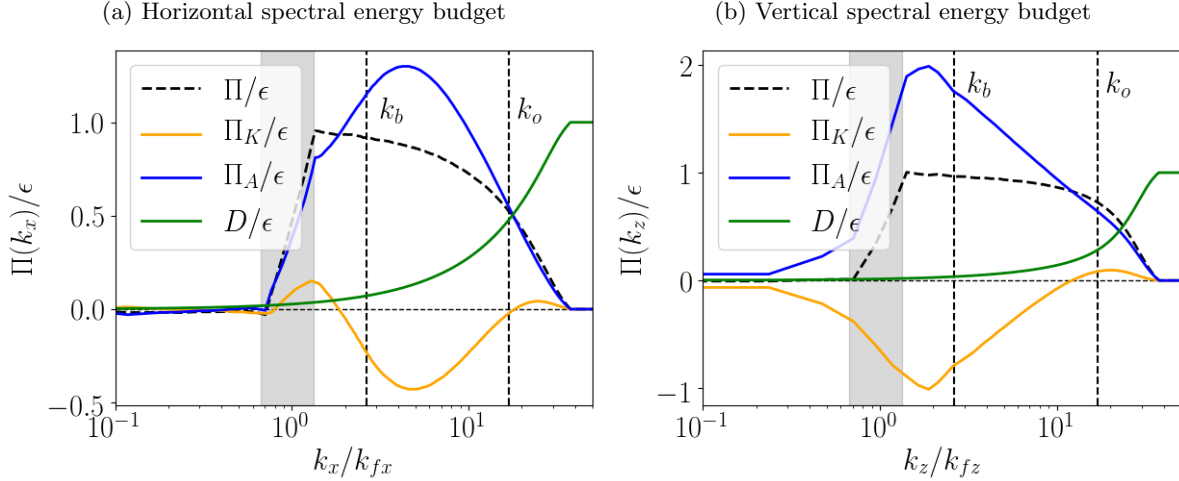 (a) Horizontal spectral energy budget
Π(k_x)/ϵ
1.0
0.5
0.0
−0.5
Π/ϵ
Π_K/ϵ
Π_A/ϵ
D/ϵ
k_b
k_o
10^{-1}
10^0
10^1
k_x/k_{fx}
(b) Vertical spectral energy budget
Π(k_z)/ϵ
2
1
0
−1
Π/ϵ
Π_K/ϵ
Π_A/ϵ
D/ϵ
k_b
k_o
10^{-1}
10^0
10^1
k_z/k_{fz}